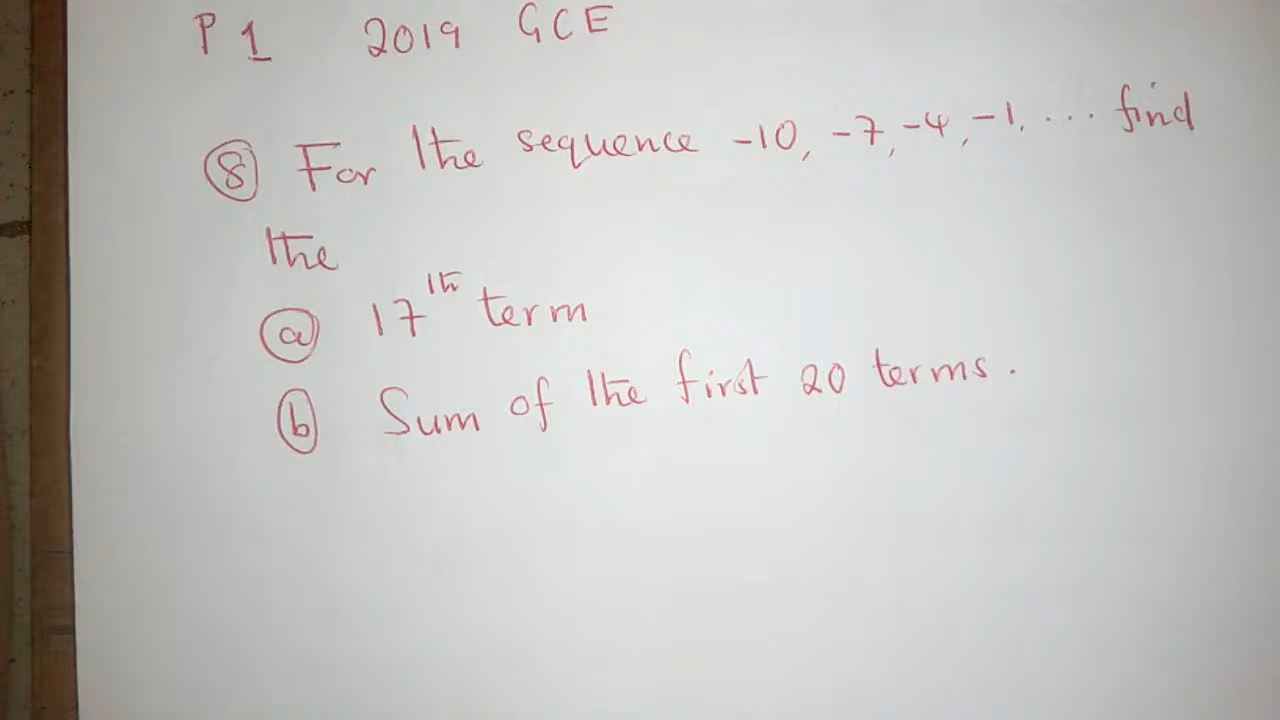 P 1 2019 GCE
⑧ For the sequence -10, -7, -4, -1, ... find
the
ⓐ 17th term
ⓑ Sum of the first 20 terms.